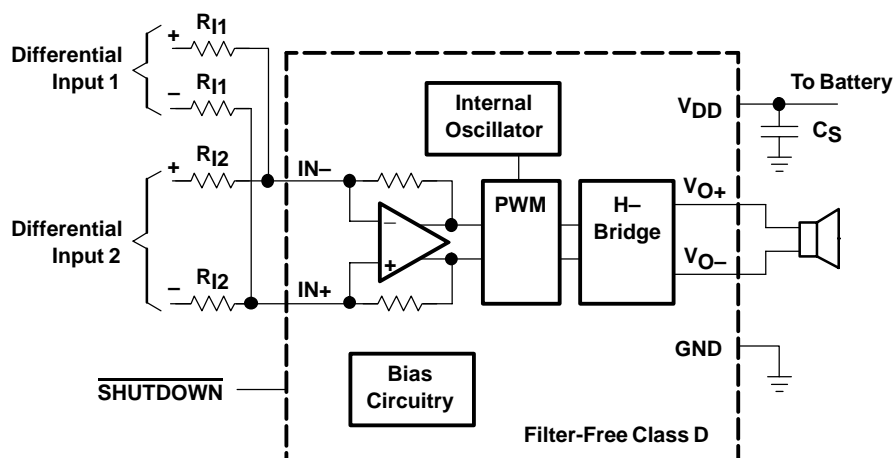 Differential
Input 1
+
RI1
−
RI1
Differential
Input 2
+
RI2
−
RI2
IN−
IN+
SHUTDOWN
Internal
Oscillator
−
+
PWM
H−
Bridge
Bias
Circuitry
VDD
To Battery
CS
VO+
VO−
GND
Filter-Free Class D